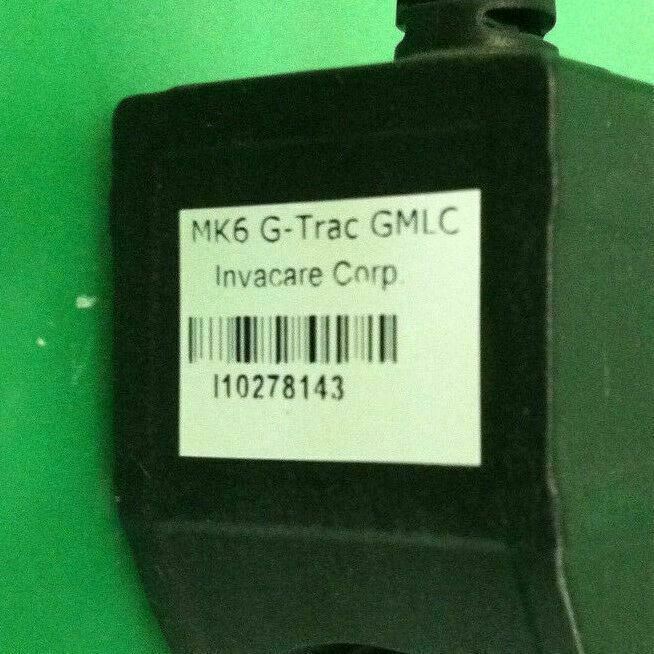 MK6 G-Trac GMLC
Invacare Corp.
I10278143